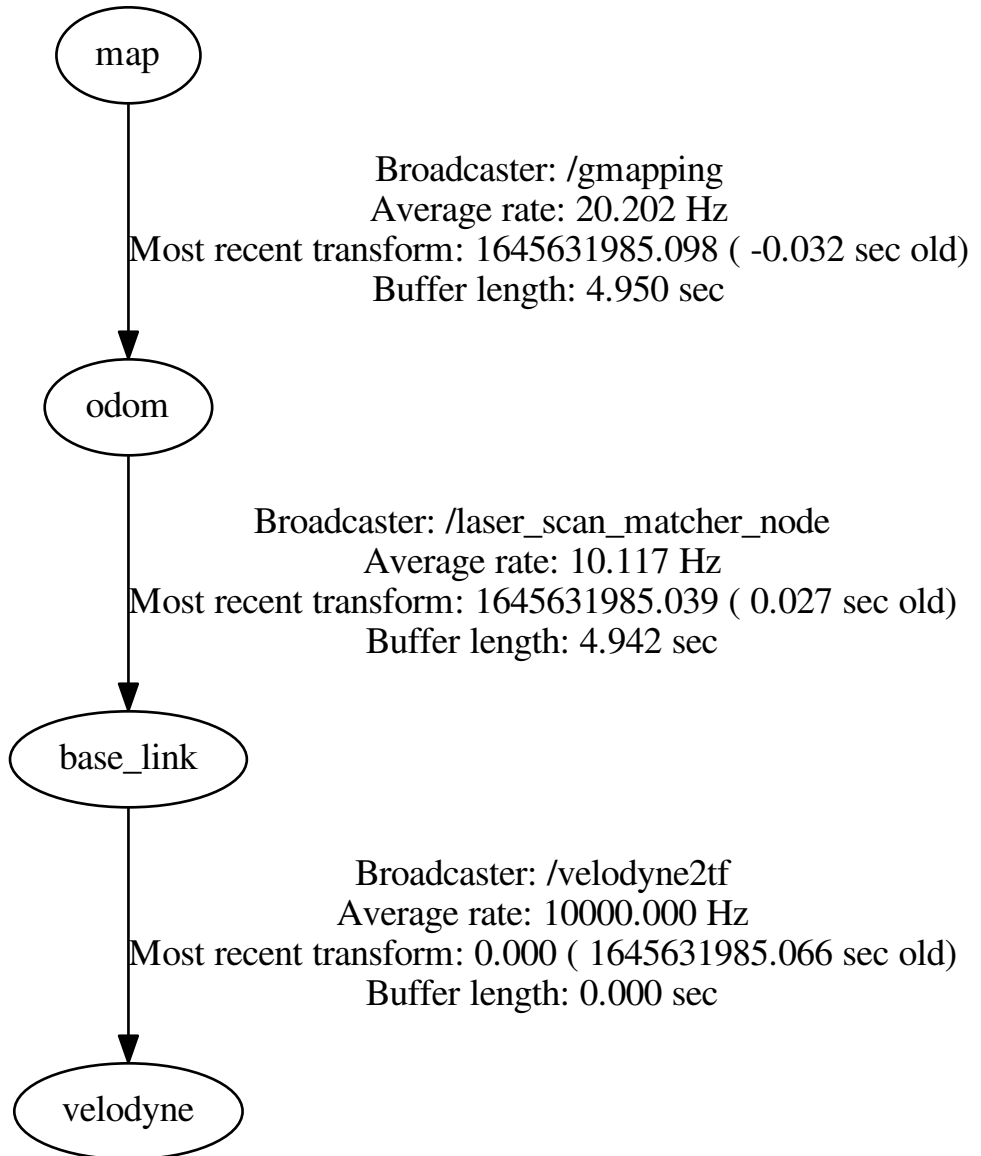 map
Broadcaster: /gmapping
Average rate: 20.202 Hz
Most recent transform: 1645631985.098 ( -0.032 sec old)
Buffer length: 4.950 sec
odom
Broadcaster: /laser_scan_matcher_node
Average rate: 10.117 Hz
Most recent transform: 1645631985.039 ( 0.027 sec old)
Buffer length: 4.942 sec
base_link
Broadcaster: /velodyne2tf
Average rate: 10000.000 Hz
Most recent transform: 0.000 ( 1645631985.066 sec old)
Buffer length: 0.000 sec
velodyne